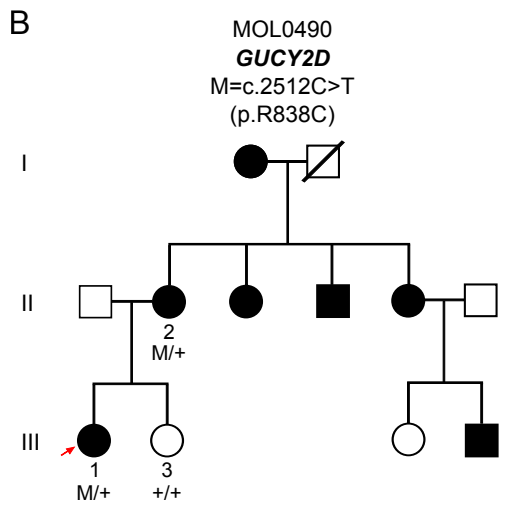 B
MOL0490
GUCY2D
M=c.2512C>T
(p.R838C)
I
II
2
M/+
III
1
3
M/+
+/+